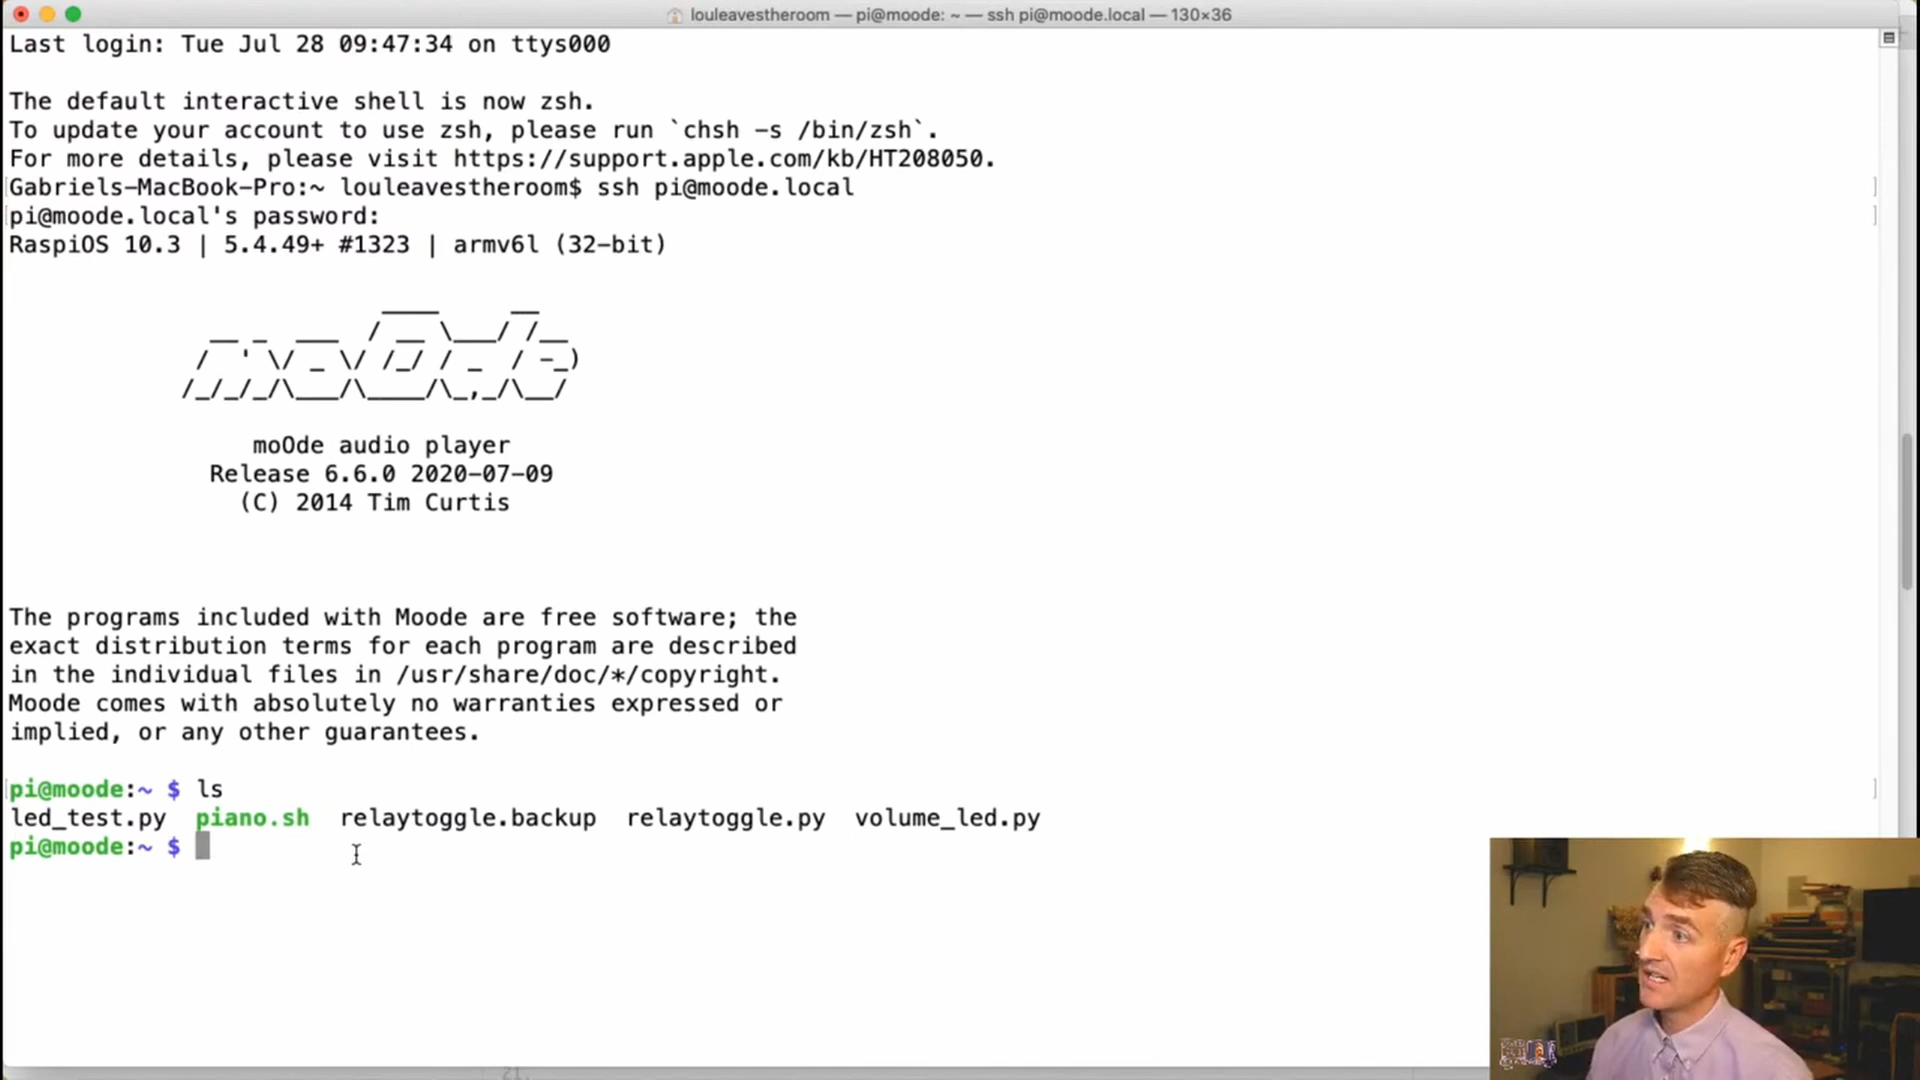 louleavestheroom — pi@moode: ~ — ssh pi@moode.local — 130×36
Last login: Tue Jul 28 09:47:34 on ttys000
The default interactive shell is now zsh.
To update your account to use zsh, please run `chsh -s /bin/zsh`.
For more details, please visit https://support.apple.com/kb/HT208050.
Gabriels-MacBook-Pro:~ louleavestheroom$ ssh pi@moode.local
pi@moode.local's password:
RaspiOS 10.3 | 5.4.49+ #1323 | armv6l (32-bit)
moOde
moOde audio player
Release 6.6.0 2020-07-09
(C) 2014 Tim Curtis
The programs included with Moode are free software; the
exact distribution terms for each program are described
in the individual files in /usr/share/doc/*/copyright.
Moode comes with absolutely no warranties expressed or
implied, or any other guarantees.
pi@moode:~ $ ls
led_test.py piano.sh relaytoggle.backup relaytoggle.py volume_led.py
pi@moode:~ $